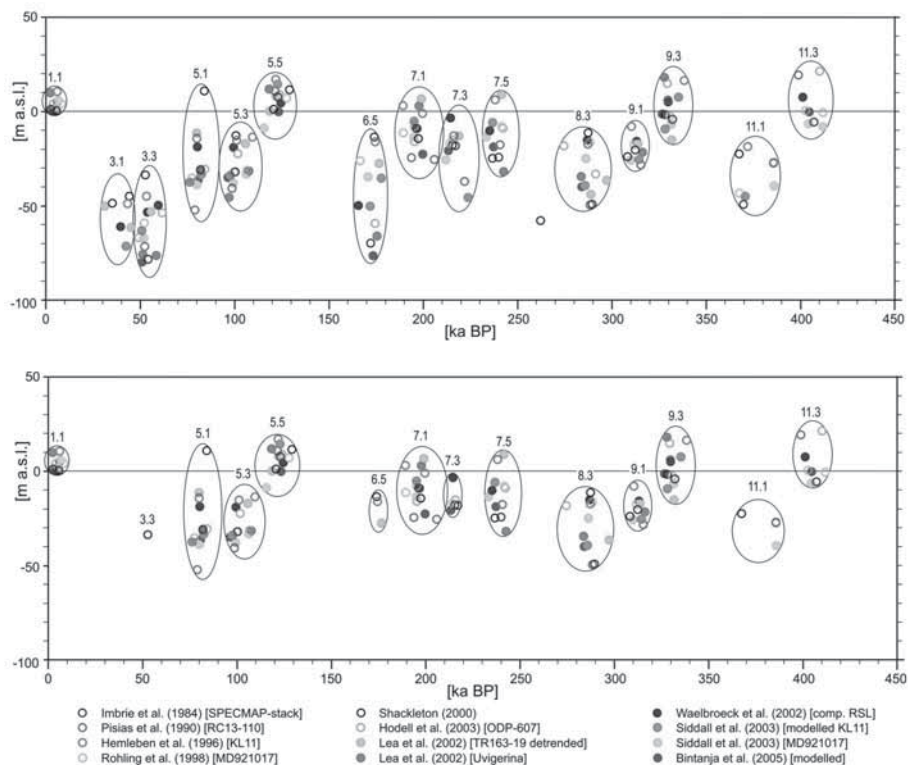 50
0
-50
-100
[m a.s.l.]
1.1
3.1
3.3
5.1
5.3
5.5
6.5
7.1
7.3
7.5
8.3
9.1
9.3
11.1
11.3
0 50 100 150 200 250 300 350 400 450
[ka BP]
50
0
-50
-100
[m a.s.l.]
1.1
3.3
5.1
5.3
5.5
6.5
7.1
7.3
7.5
8.3
9.1
9.3
11.1
11.3
0 50 100 150 200 250 300 350 400 450
[ka BP]
Imbrie et al. (1984) [SPECMAP-stack]
Pisias et al. (1990) [RC13-110]
Hemleben et al. (1996) [KL11]
Rohling et al. (1998) [MD921017]
Shackleton (2000)
Hodell et al. (2003) [ODP-607]
Lea et al. (2002) [TR163-19 detrended]
Lea et al. (2002) [Uvigerina]
Waelbroeck et al. (2002) [comp. RSL]
Siddall et al. (2003) [modelled KL11]
Siddall et al. (2003) [MD921017]
Bintanja et al. (2005) [modelled]